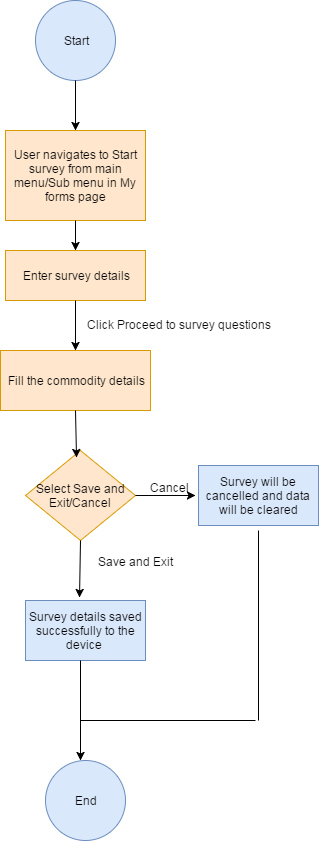 Start
User navigates to Start
survey from main
menu/Sub menu in My
forms page
Enter survey details
Click Proceed to survey questions
Fill the commodity details
Select Save and
Exit/Cancel
Cancel
Survey will be
cancelled and data
will be cleared
Save and Exit
Survey details saved
successfully to the
device
End